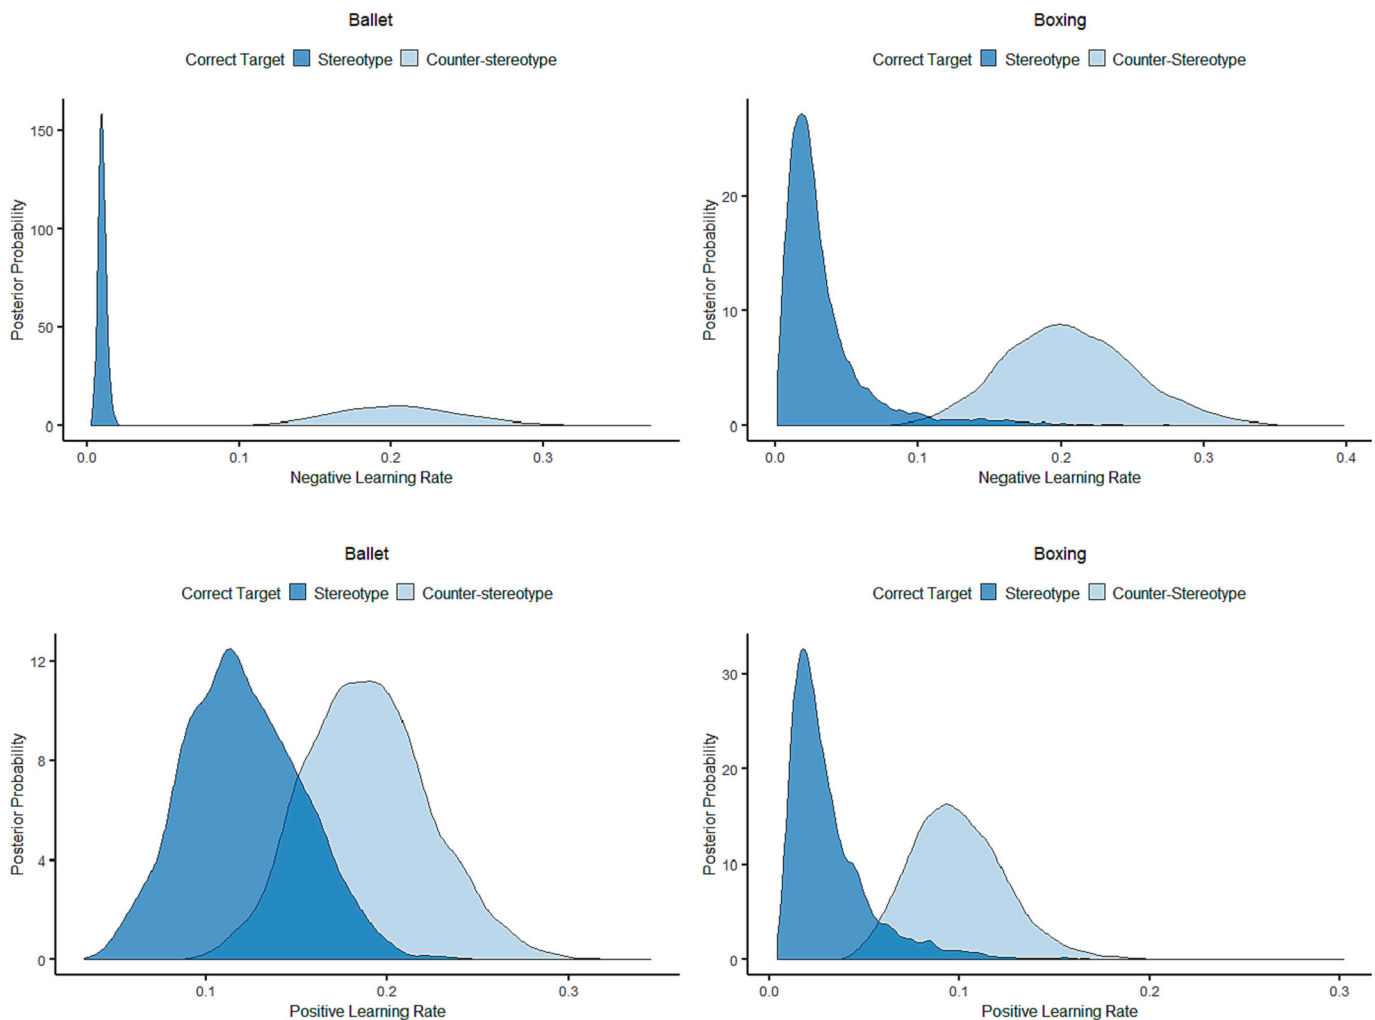 Ballet
Correct Target Stereotype Counter-stereotype
Posterior Probability
150
100
50
0
0.0 0.1 0.2 0.3
Negative Learning Rate
Boxing
Correct Target Stereotype Counter-Stereotype
Posterior Probability
20
10
0
0.0 0.1 0.2 0.3 0.4
Negative Learning Rate
Ballet
Correct Target Stereotype Counter-stereotype
Posterior Probability
12
8
4
0
0.1 0.2 0.3
Positive Learning Rate
Boxing
Correct Target Stereotype Counter-Stereotype
Posterior Probability
30
20
10
0
0.0 0.1 0.2 0.3
Positive Learning Rate